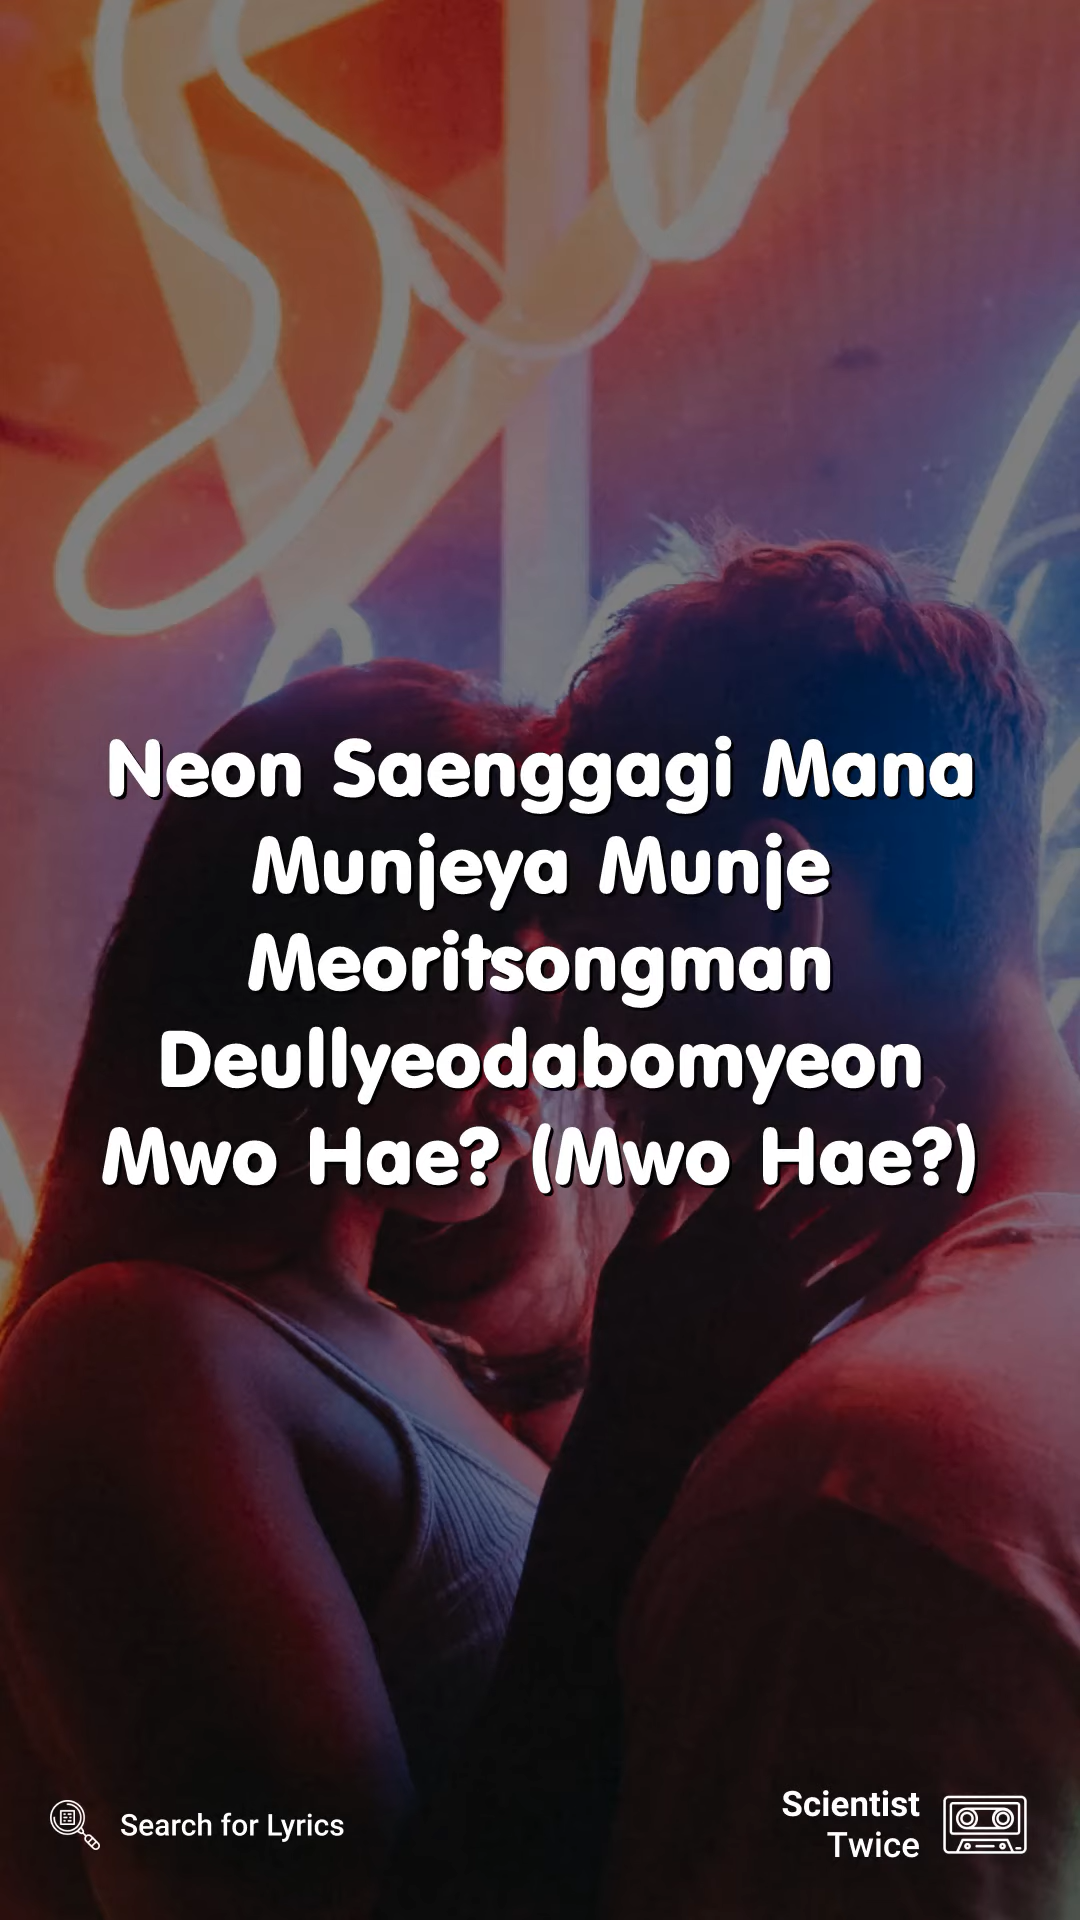 Neon Saenggagi Mana
Munjeya Munje
Meoritsongman
Deullyeodabomyeon
Mwo Hae? (Mwo Hae?)
Search for Lyrics
Scientist
Twice